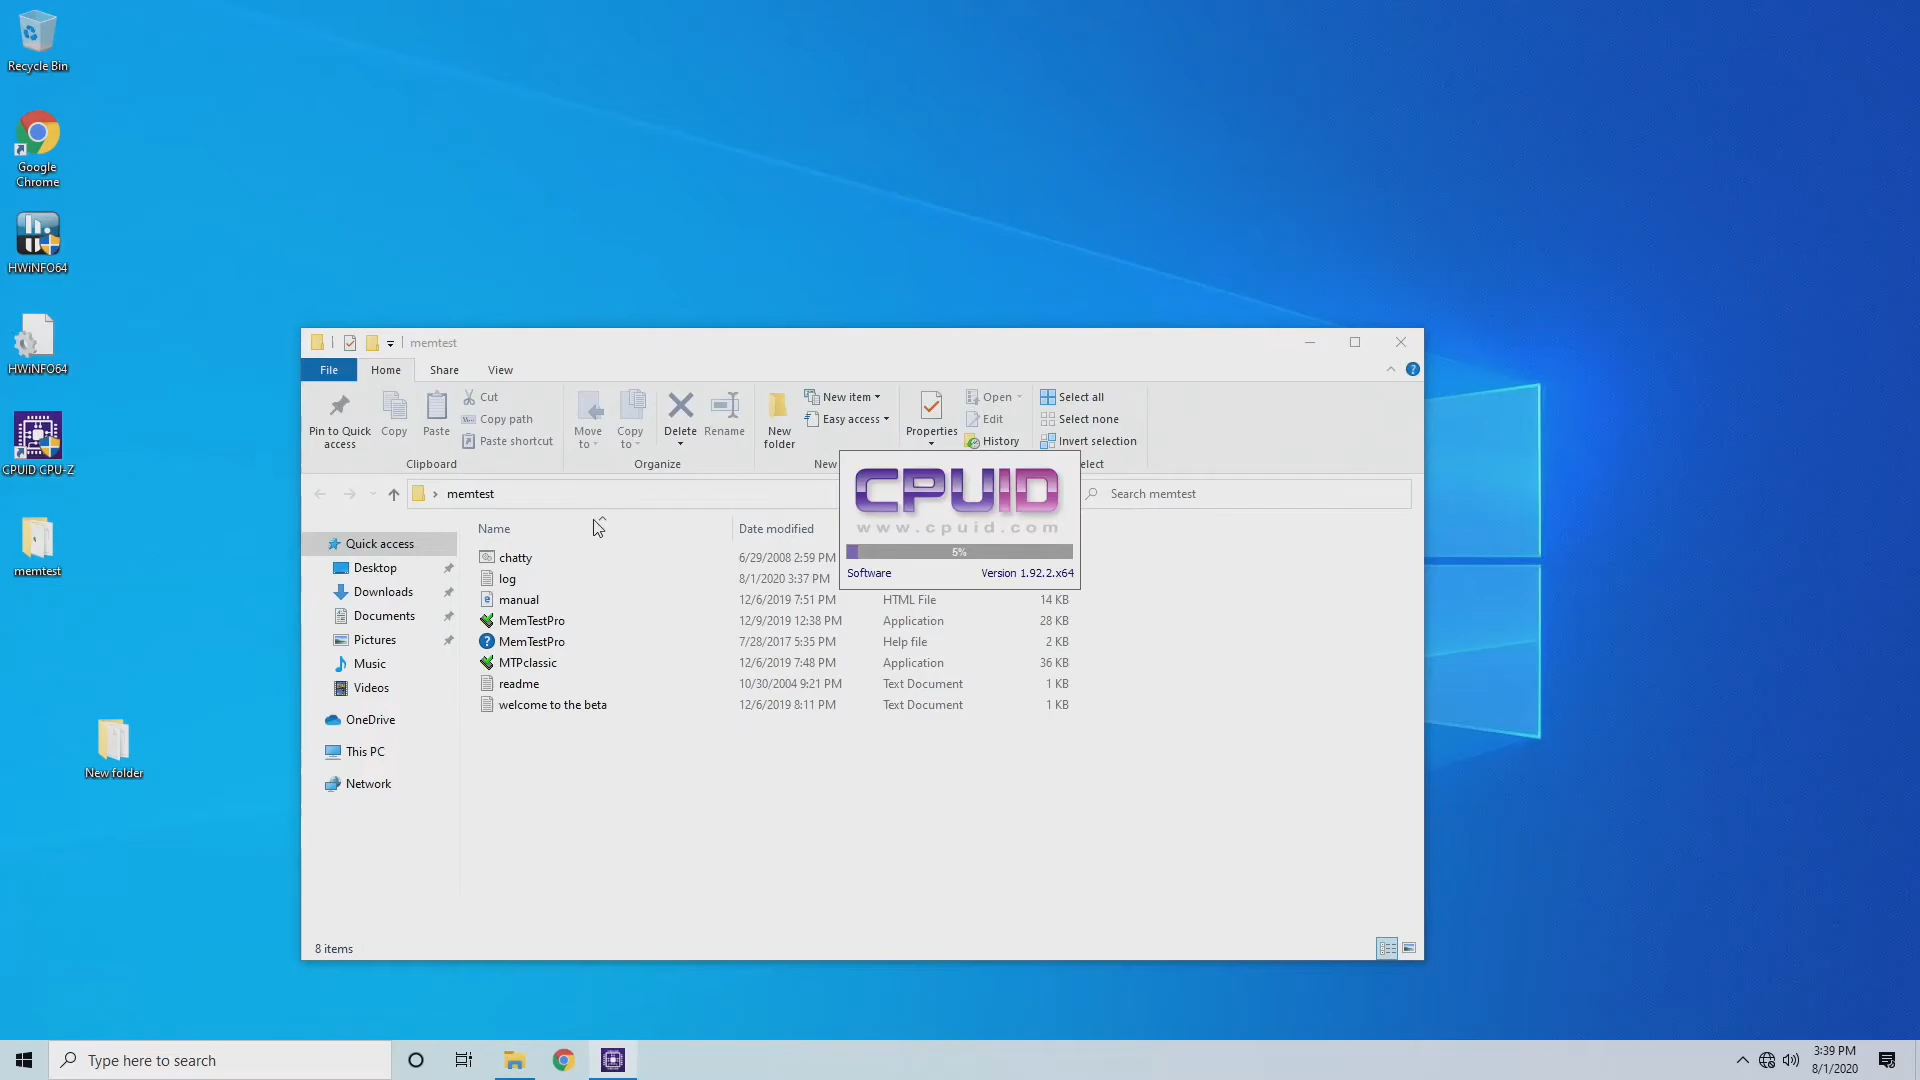 Recycle Bin
Google
Chrome
HWiNFO64
HWiNFO64
CPUID CPU-Z
memtest
New folder
memtest
File Home Share View
Pin to Quick
access
Copy
Paste
Cut
Copy path
Paste shortcut
Clipboard
Move
to
Copy
to
Delete
Rename
Organize
New
folder
New item
Easy access
New
Properties
Open
Edit
History
Select all
Select none
Invert selection
elect
memtest
Search memtest
CPUID
www.cpuid.com
5%
Software Version 1.92.2.x64
Quick access
Desktop
Downloads
Documents
Pictures
Music
Videos
OneDrive
This PC
Network
Name Date modified
chatty 6/29/2008 2:59 PM
log 8/1/2020 3:37 PM
manual 12/6/2019 7:51 PM HTML File 14 KB
MemTestPro 12/9/2019 12:38 PM Application 28 KB
MemTestPro 7/28/2017 5:35 PM Help file 2 KB
MTPclassic 12/6/2019 7:48 PM Application 36 KB
readme 10/30/2004 9:21 PM Text Document 1 KB
welcome to the beta 12/6/2019 8:11 PM Text Document 1 KB
8 items
Type here to search
3:39 PM
8/1/2020